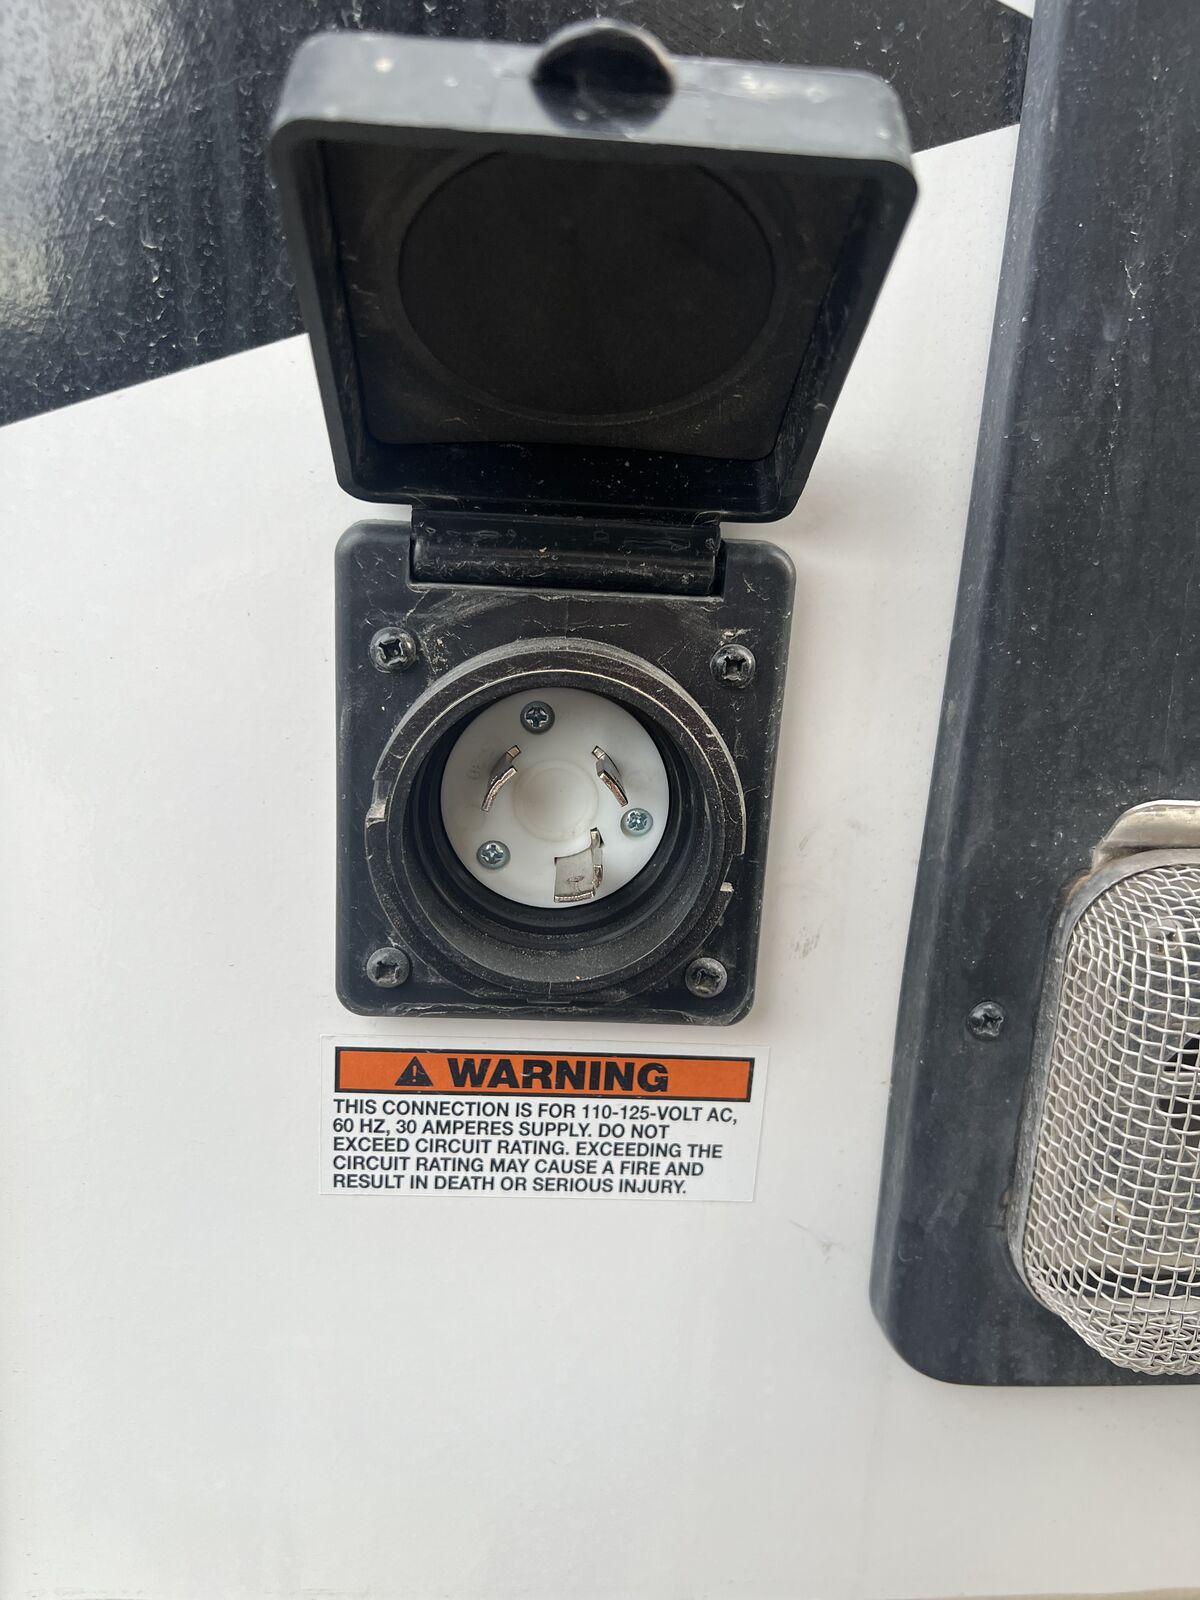 WARNING
THIS CONNECTION IS FOR 110-125-VOLT AC,
60 HZ, 30 AMPERES SUPPLY. DO NOT
EXCEED CIRCUIT RATING. EXCEEDING THE
CIRCUIT RATING MAY CAUSE A FIRE AND
RESULT IN DEATH OR SERIOUS INJURY.